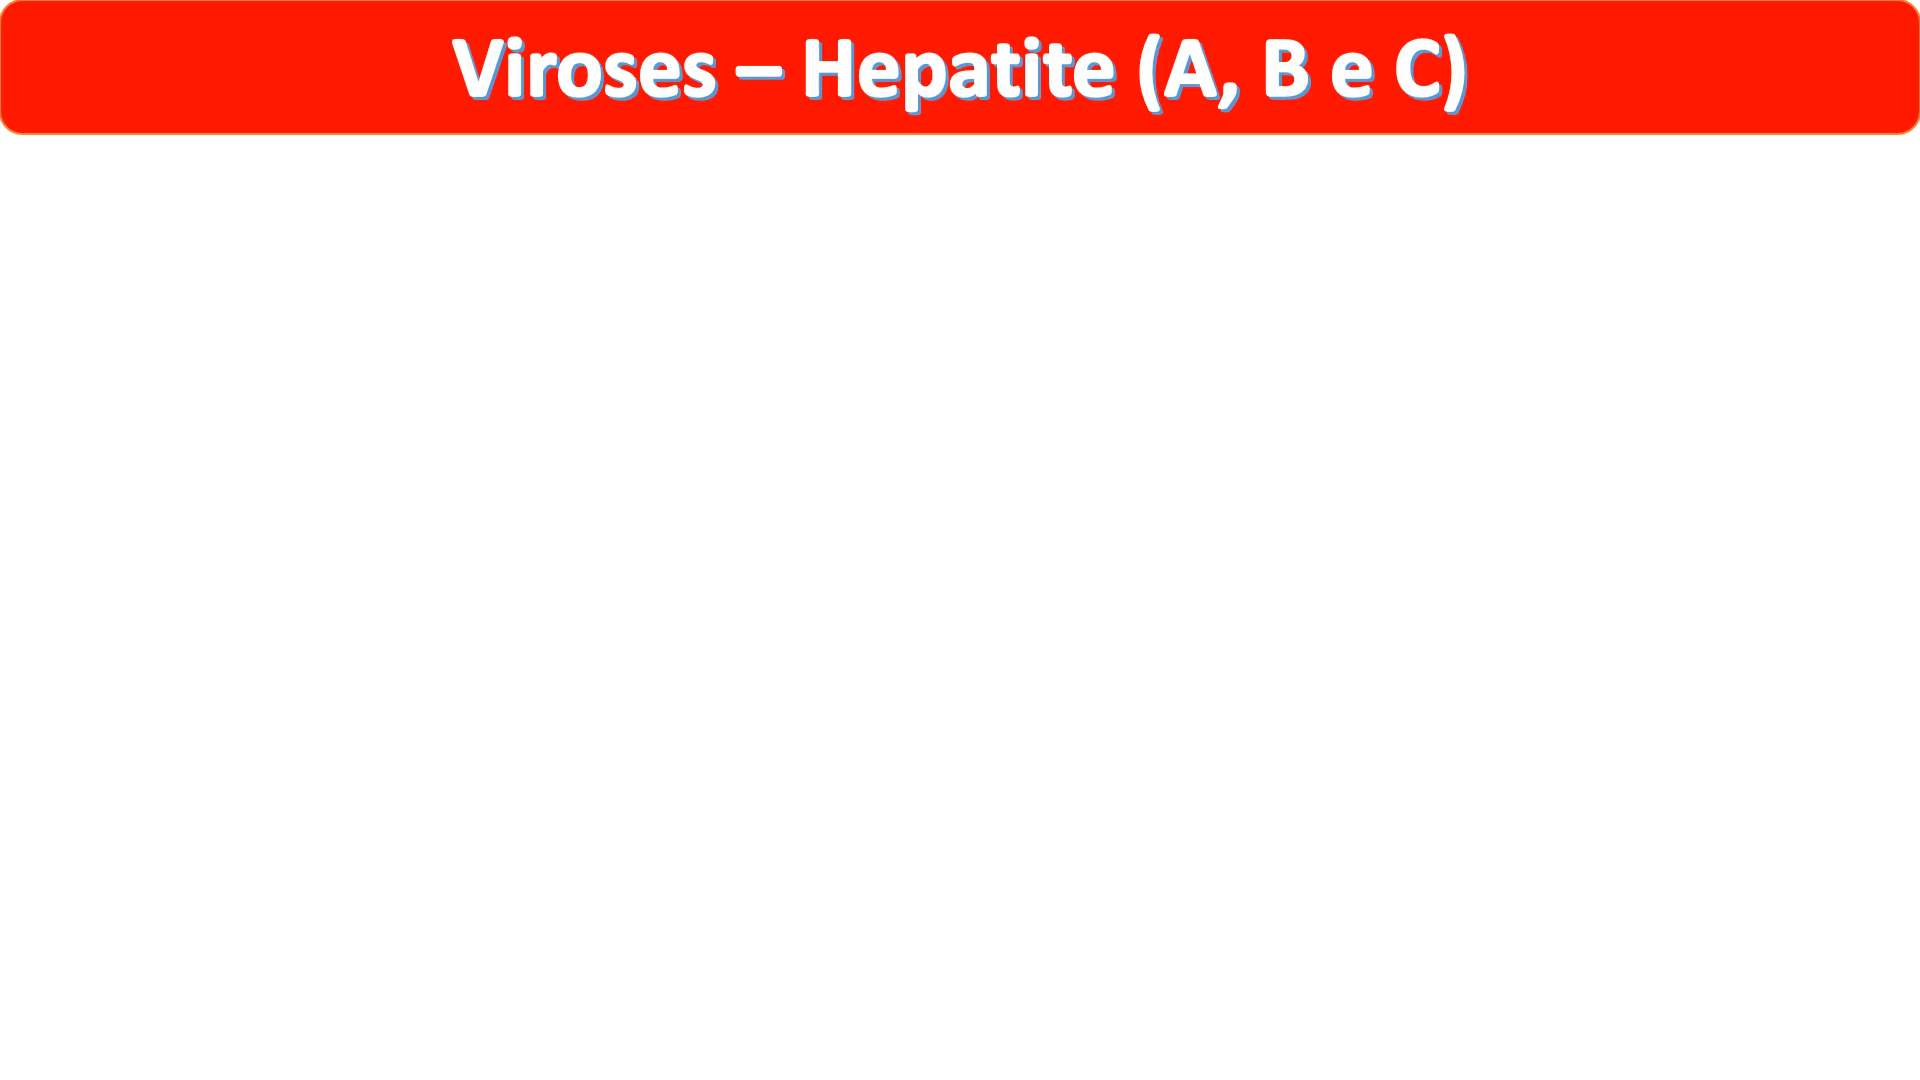 Viroses – Hepatite (A, B e C)